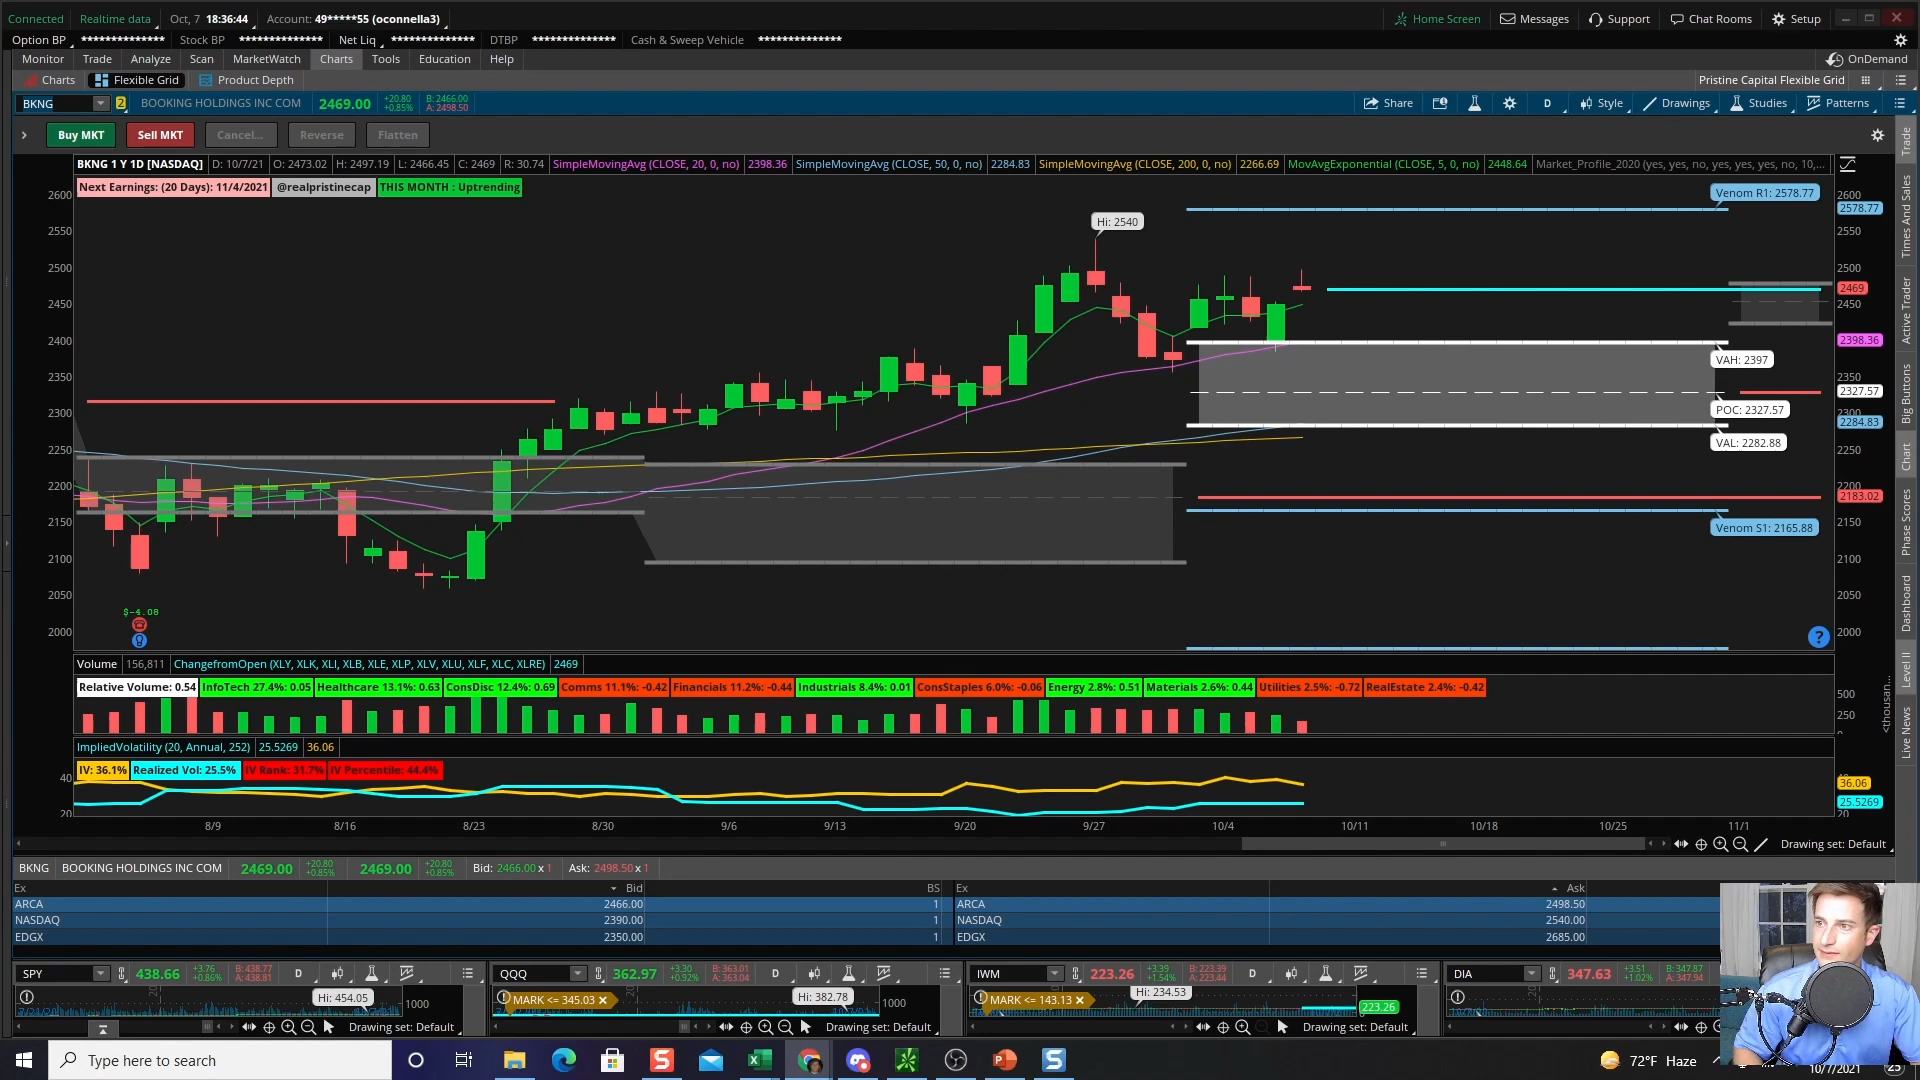 Connected Realtime data Oct, 7 18:36:44 Account: 49*****55 (oconnella3) Home Screen Messages Support Chat Rooms Setup
Option BP ************** Stock BP ************** Net Liq ************** DTBP ************** Cash & Sweep Vehicle **************
Monitor Trade Analyze Scan MarketWatch Charts Tools Education Help OnDemand
Charts Flexible Grid Product Depth Pristine Capital Flexible Grid
BKNG 2 BOOKING HOLDINGS INC COM 2469.00 +20.80 +0.85% B: 2466.00 A: 2498.50 Share D Style Drawings Studies Patterns
Buy MKT Sell MKT Cancel... Reverse Flatten
BKNG 1 Y 1D [NASDAQ] D: 10/7/21 O: 2473.02 H: 2497.19 L: 2466.45 C: 2469 R: 30.74 SimpleMovingAvg (CLOSE, 20, 0, no) 2398.36 SimpleMovingAvg (CLOSE, 50, 0, no) 2284.83 SimpleMovingAvg (CLOSE, 200, 0, no) 2266.69 MovAvgExponential (CLOSE, 5, 0, no) 2448.64 Market_Profile_2020 (yes, yes, no, yes, yes, yes, no, 10,...
Next Earnings: (20 Days): 11/4/2021 @realpristinecap THIS MONTH : Uptrending
Venom R1: 2578.77
2600 2600
2578.77
Hi: 2540
2550 2550
2500 2500
2469
2450 2450
2400 2398.36
VAH: 2397
2350 2350
2327.57
POC: 2327.57
2300 2300
2284.83
VAL: 2282.88
2250 2250
2200 2200
2183.02
2150 2150
Venom S1: 2165.88
2100 2100
2050 2050
$-4.08
2000 2000
?
Volume 156,811 ChangefromOpen (XLY, XLK, XLI, XLB, XLE, XLP, XLV, XLU, XLF, XLC, XLRE) 2469
Relative Volume: 0.54 InfoTech 27.4%: 0.05 Healthcare 13.1%: 0.63 ConsDisc 12.4%: 0.69 Comms 11.1%: -0.42 Financials 11.2%: -0.44 Industrials 8.4%: 0.01 ConsStaples 6.0%: -0.06 Energy 2.8%: 0.51 Materials 2.6%: 0.44 Utilities 2.5%: -0.72 RealEstate 2.4%: -0.42
500
250
<thousan...
ImpliedVolatility (20, Annual, 252) 25.5269 36.06
IV: 36.1% Realized Vol: 25.5% IV Rank: 31.7% IV Percentile: 44.4%
40 36.06
25.5269
20 20
8/9 8/16 8/23 8/30 9/6 9/13 9/20 9/27 10/4 10/11 10/18 10/25 11/1
Drawing set: Default
BKNG BOOKING HOLDINGS INC COM 2469.00 +20.80 +0.85% 2469.00 +20.80 +0.85% Bid: 2466.00 x 1 Ask: 2498.50 x 1
Ex Bid BS Ex Ask
ARCA 2466.00 1 ARCA 2498.50
NASDAQ 2390.00 1 NASDAQ 2540.00
EDGX 2350.00 1 EDGX 2685.00
SPY 438.66 +3.76 +0.86% B: 438.77 A: 438.81 D
Hi: 454.05 1000
Drawing set: Default
QQQ 362.97 +3.30 +0.92% B: 363.01 A: 363.04 D
MARK <= 345.03 Hi: 382.78 1000
Drawing set: Default
IWM 223.26 +3.39 +1.54% B: 223.39 A: 223.44 D
MARK <= 143.13 Hi: 234.53 223.26
Drawing set: Default
DIA 347.63 +3.51 +1.02% B: 347.87 A: 347.94 D
Trade
Times And Sales
Active Trader
Big Buttons
Chart
Phase Scores
Dashboard
Level II
Live News
Type here to search
72°F Haze
10/7/2021
25